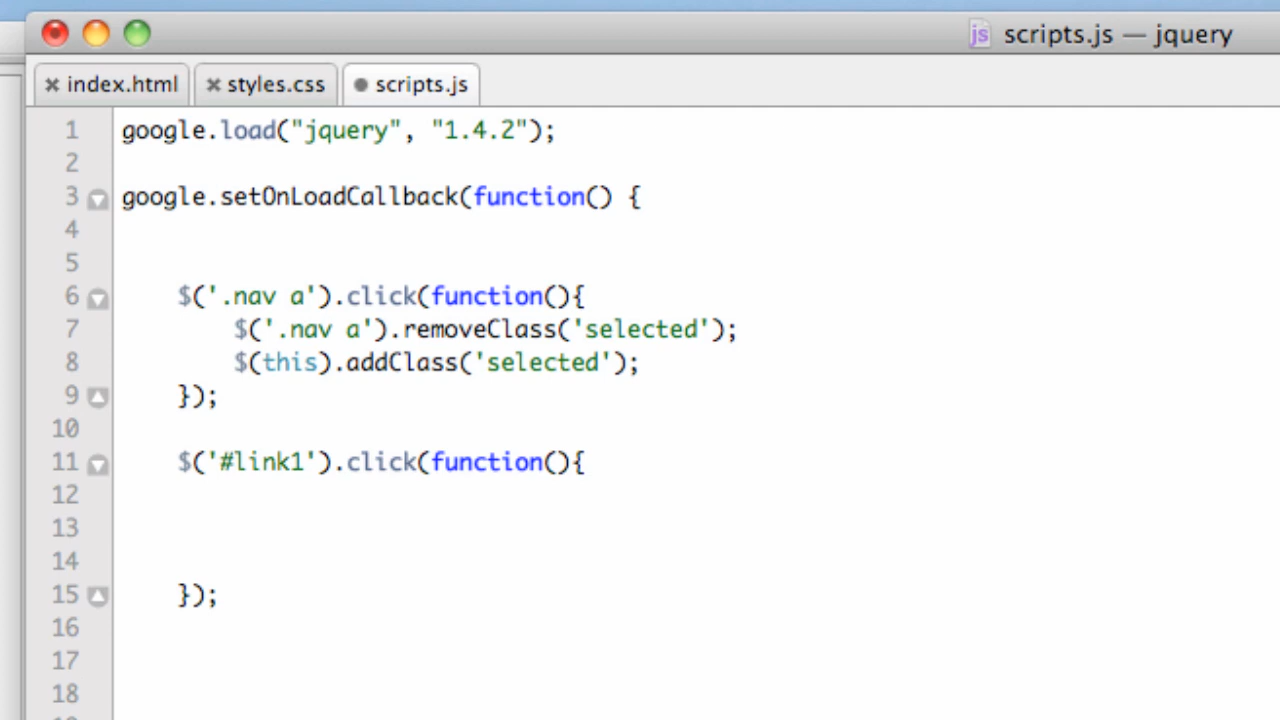 scripts.js — jquery
index.html styles.css scripts.js
1 google.load("jquery", "1.4.2");
2
3 google.setOnLoadCallback(function() {
4
5
6     $('.nav a').click(function(){
7         $('.nav a').removeClass('selected');
8         $(this).addClass('selected');
9     });
10
11     $('#link1').click(function(){
12
13
14
15     });
16
17
18